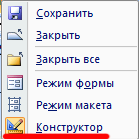 Сохранить
Закрыть
Закрыть все
Режим формы
Режим макета
Конструктор